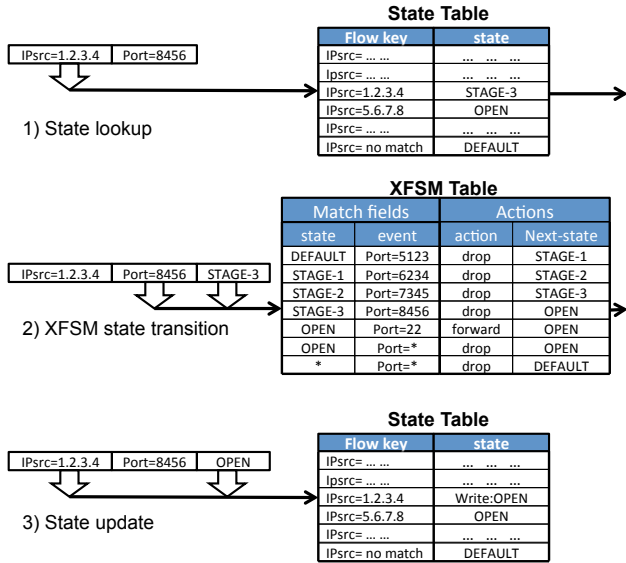 State Table
Flow key state
IPsrc= ... ... ... ... ...
Ipsrc= ... ... ... ... ...
IPsrc=1.2.3.4 STAGE-3
IPsrc=5.6.7.8 OPEN
IPsrc= ... ... ... ... ...
IPsrc= no match DEFAULT
IPsrc=1.2.3.4 Port=8456
1) State lookup
XFSM Table
Match fields Actions
state event action Next-state
DEFAULT Port=5123 drop STAGE-1
STAGE-1 Port=6234 drop STAGE-2
STAGE-2 Port=7345 drop STAGE-3
STAGE-3 Port=8456 drop OPEN
OPEN Port=22 forward OPEN
OPEN Port=* drop OPEN
* Port=* drop DEFAULT
IPsrc=1.2.3.4 Port=8456 STAGE-3
2) XFSM state transition
State Table
Flow key state
IPsrc= ... ... ... ... ...
Ipsrc= ... ... ... ... ...
IPsrc=1.2.3.4 Write:OPEN
IPsrc=5.6.7.8 OPEN
IPsrc= ... ... ... ... ...
IPsrc= no match DEFAULT
IPsrc=1.2.3.4 Port=8456 OPEN
3) State update